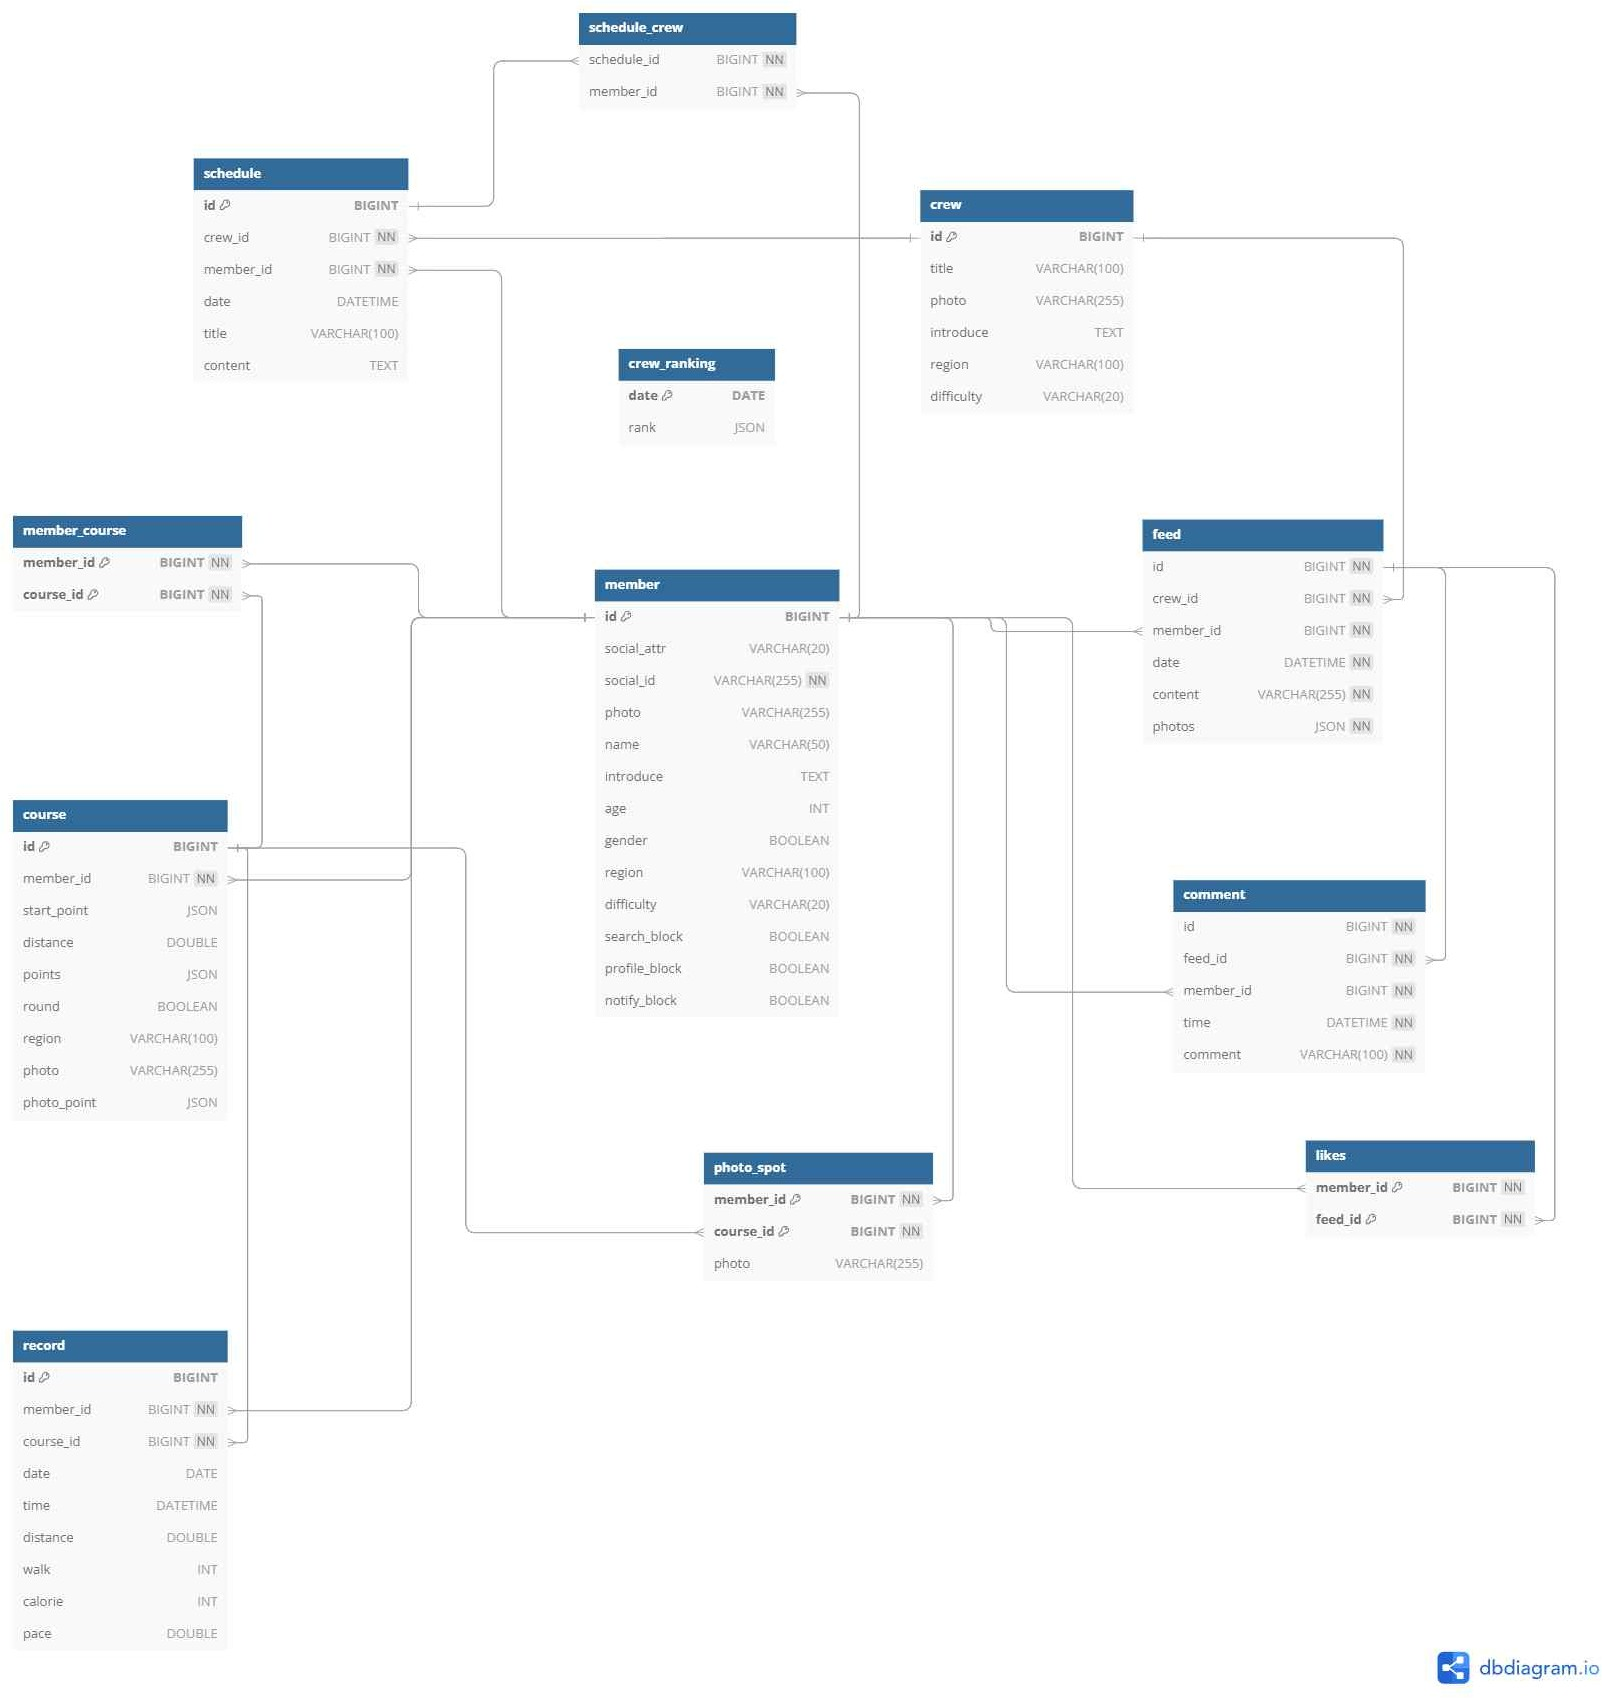 schedule_crew
schedule_id BIGINT NN
member_id BIGINT NN
schedule
id BIGINT
crew_id BIGINT NN
member_id BIGINT NN
date DATETIME
title VARCHAR(100)
content TEXT
crew
id BIGINT
title VARCHAR(100)
photo VARCHAR(255)
introduce TEXT
region VARCHAR(100)
difficulty VARCHAR(20)
crew_ranking
date DATE
rank JSON
member_course
member_id BIGINT NN
course_id BIGINT NN
member
id BIGINT
social_attr VARCHAR(20)
social_id VARCHAR(255) NN
photo VARCHAR(255)
name VARCHAR(50)
introduce TEXT
age INT
gender BOOLEAN
region VARCHAR(100)
difficulty VARCHAR(20)
search_block BOOLEAN
profile_block BOOLEAN
notify_block BOOLEAN
feed
id BIGINT NN
crew_id BIGINT NN
member_id BIGINT NN
date DATETIME NN
content VARCHAR(255) NN
photos JSON NN
course
id BIGINT
member_id BIGINT NN
start_point JSON
distance DOUBLE
points JSON
round BOOLEAN
region VARCHAR(100)
photo VARCHAR(255)
photo_point JSON
comment
id BIGINT NN
feed_id BIGINT NN
member_id BIGINT NN
time DATETIME NN
comment VARCHAR(100) NN
photo_spot
member_id BIGINT NN
course_id BIGINT NN
photo VARCHAR(255)
likes
member_id BIGINT NN
feed_id BIGINT NN
record
id BIGINT
member_id BIGINT NN
course_id BIGINT NN
date DATE
time DATETIME
distance DOUBLE
walk INT
calorie INT
pace DOUBLE
dbdiagram.io